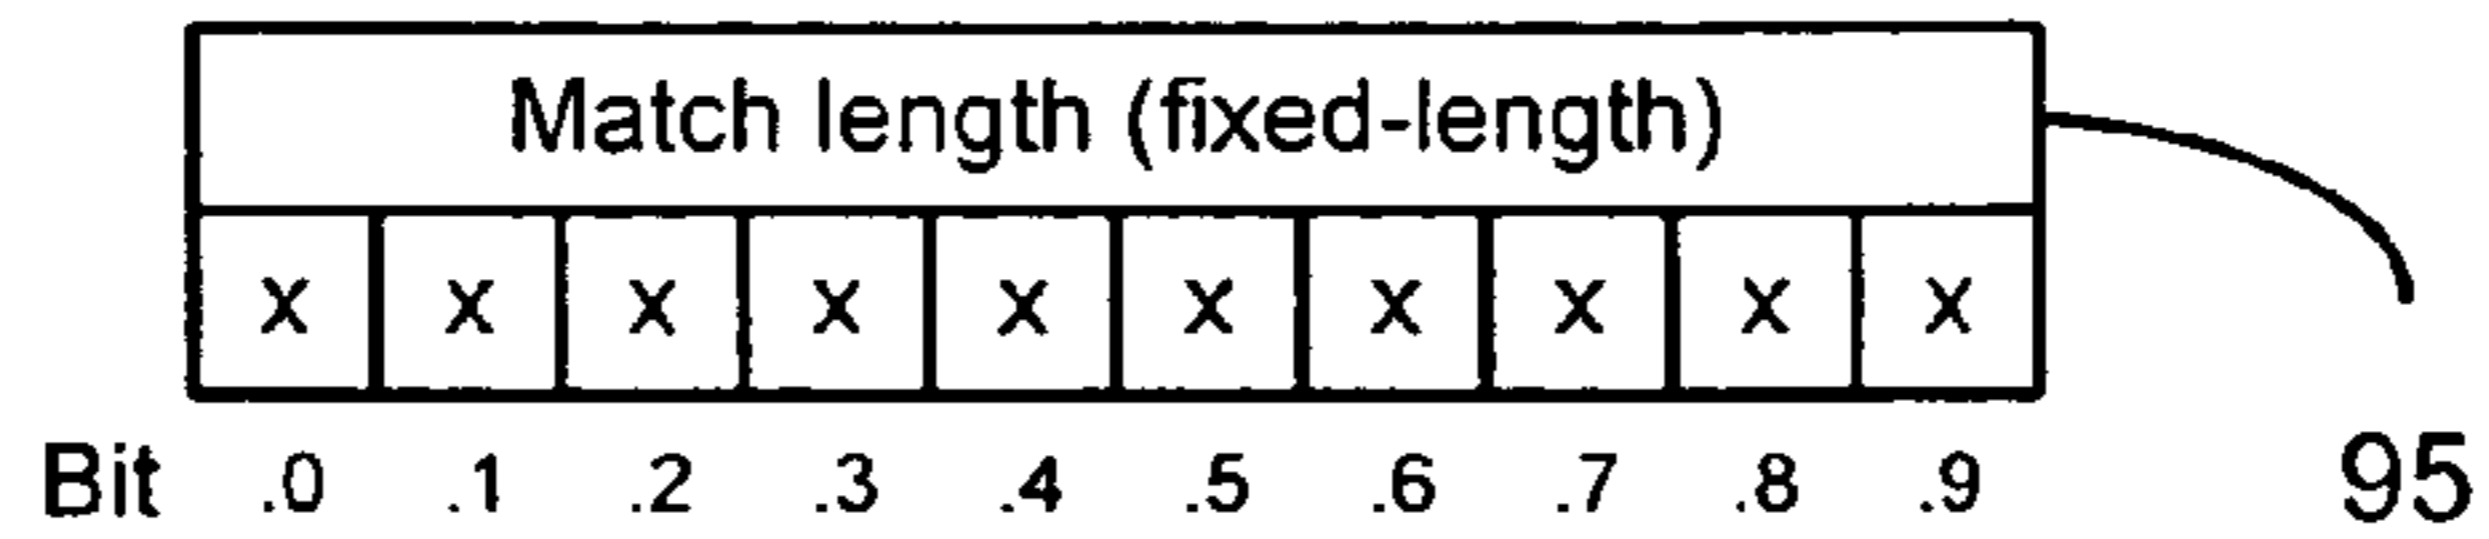 Match length (fixed-length)
x x x x x x x x x x
Bit .0 .1 .2 .3 .4 .5 .6 .7 .8 .9 95